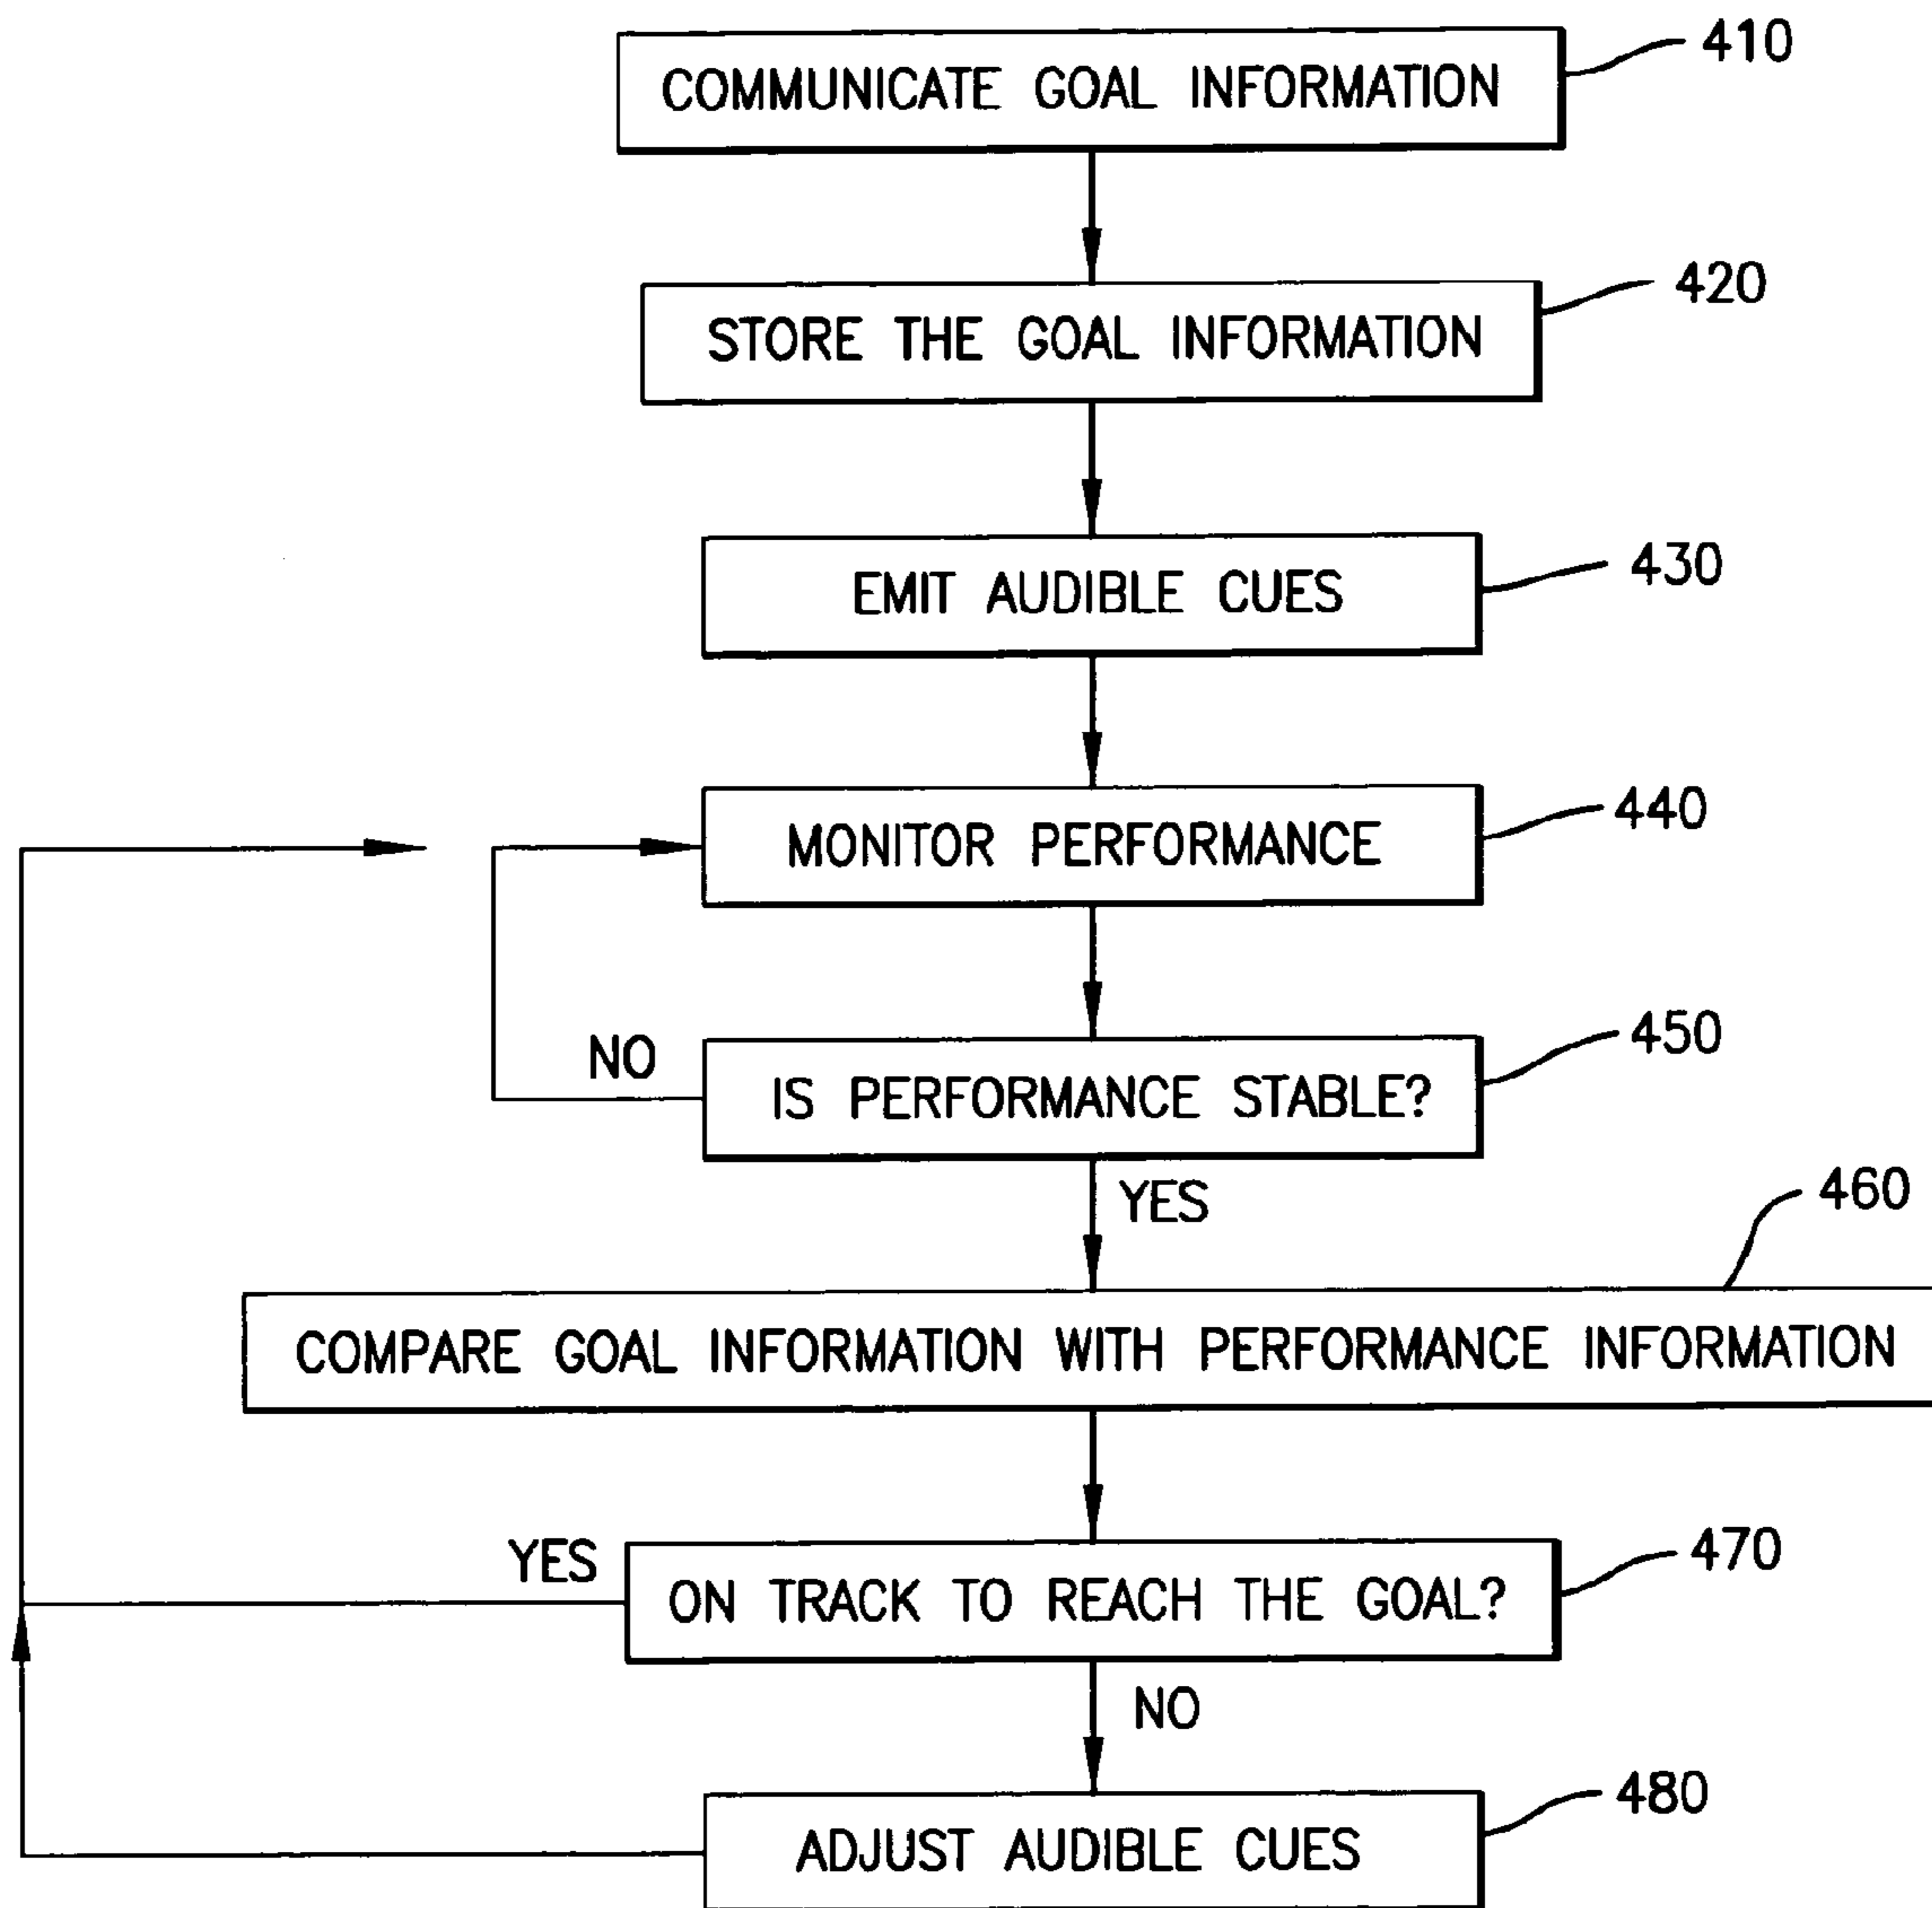 COMMUNICATE GOAL INFORMATION
410
STORE THE GOAL INFORMATION
420
EMIT AUDIBLE CUES
430
MONITOR PERFORMANCE
440
NO
IS PERFORMANCE STABLE?
450
YES
460
COMPARE GOAL INFORMATION WITH PERFORMANCE INFORMATION
YES
ON TRACK TO REACH THE GOAL?
470
NO
ADJUST AUDIBLE CUES
480